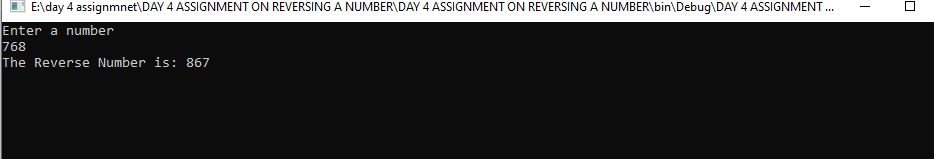 E:\day 4 assignmnet\DAY 4 ASSIGNMENT ON REVERSING A NUMBER\DAY 4 ASSIGNMENT ON REVERSING A NUMBER\bin\Debug\DAY 4 ASSIGNMENT ...
Enter a number
768
The Reverse Number is: 867